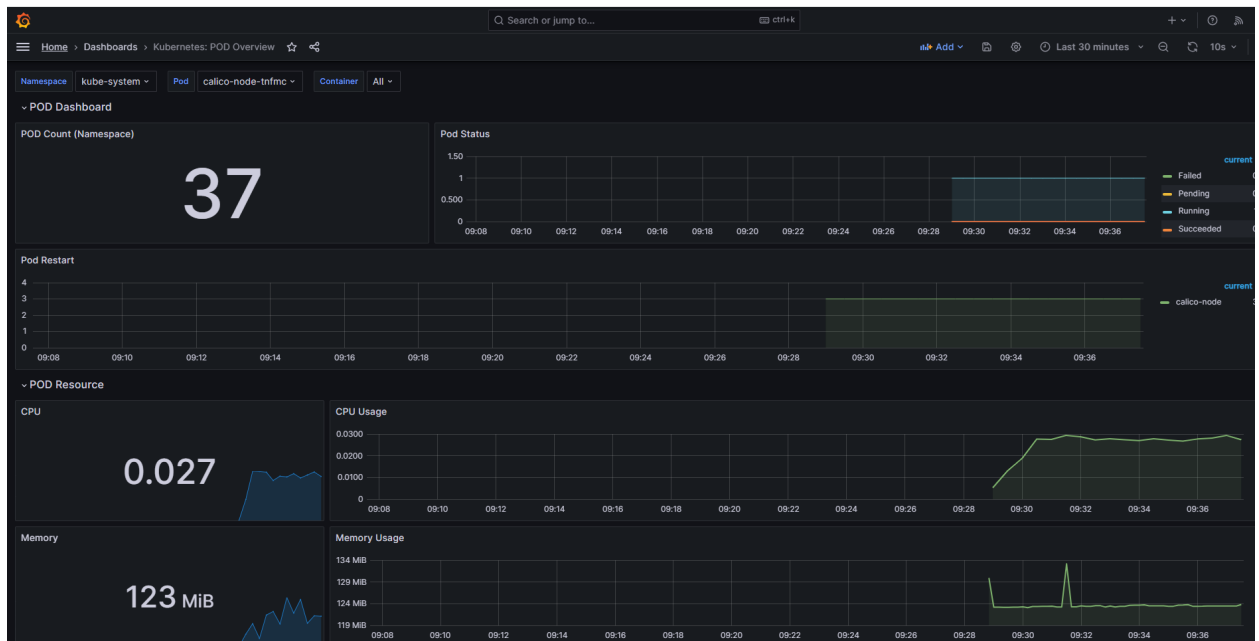 Search or jump to... ctrl+k
Home › Dashboards › Kubernetes: POD Overview Add Last 30 minutes 10s
Namespace kube-system Pod calico-node-tnfmc Container All
POD Dashboard
POD Count (Namespace)
37
Pod Status
1.50
1
0.500
0
09:08 09:10 09:12 09:14 09:16 09:18 09:20 09:22 09:24 09:26 09:28 09:30 09:32 09:34 09:36
current
Failed
Pending
Running
Succeeded
Pod Restart
4
3
2
1
0
09:08 09:10 09:12 09:14 09:16 09:18 09:20 09:22 09:24 09:26 09:28 09:30 09:32 09:34 09:36
current
calico-node
POD Resource
CPU
0.027
CPU Usage
0.0300
0.0200
0.0100
0
09:08 09:10 09:12 09:14 09:16 09:18 09:20 09:22 09:24 09:26 09:28 09:30 09:32 09:34 09:36
Memory
123 MiB
Memory Usage
134 MiB
129 MiB
124 MiB
119 MiB
09:08 09:10 09:12 09:14 09:16 09:18 09:20 09:22 09:24 09:26 09:28 09:30 09:32 09:34 09:36